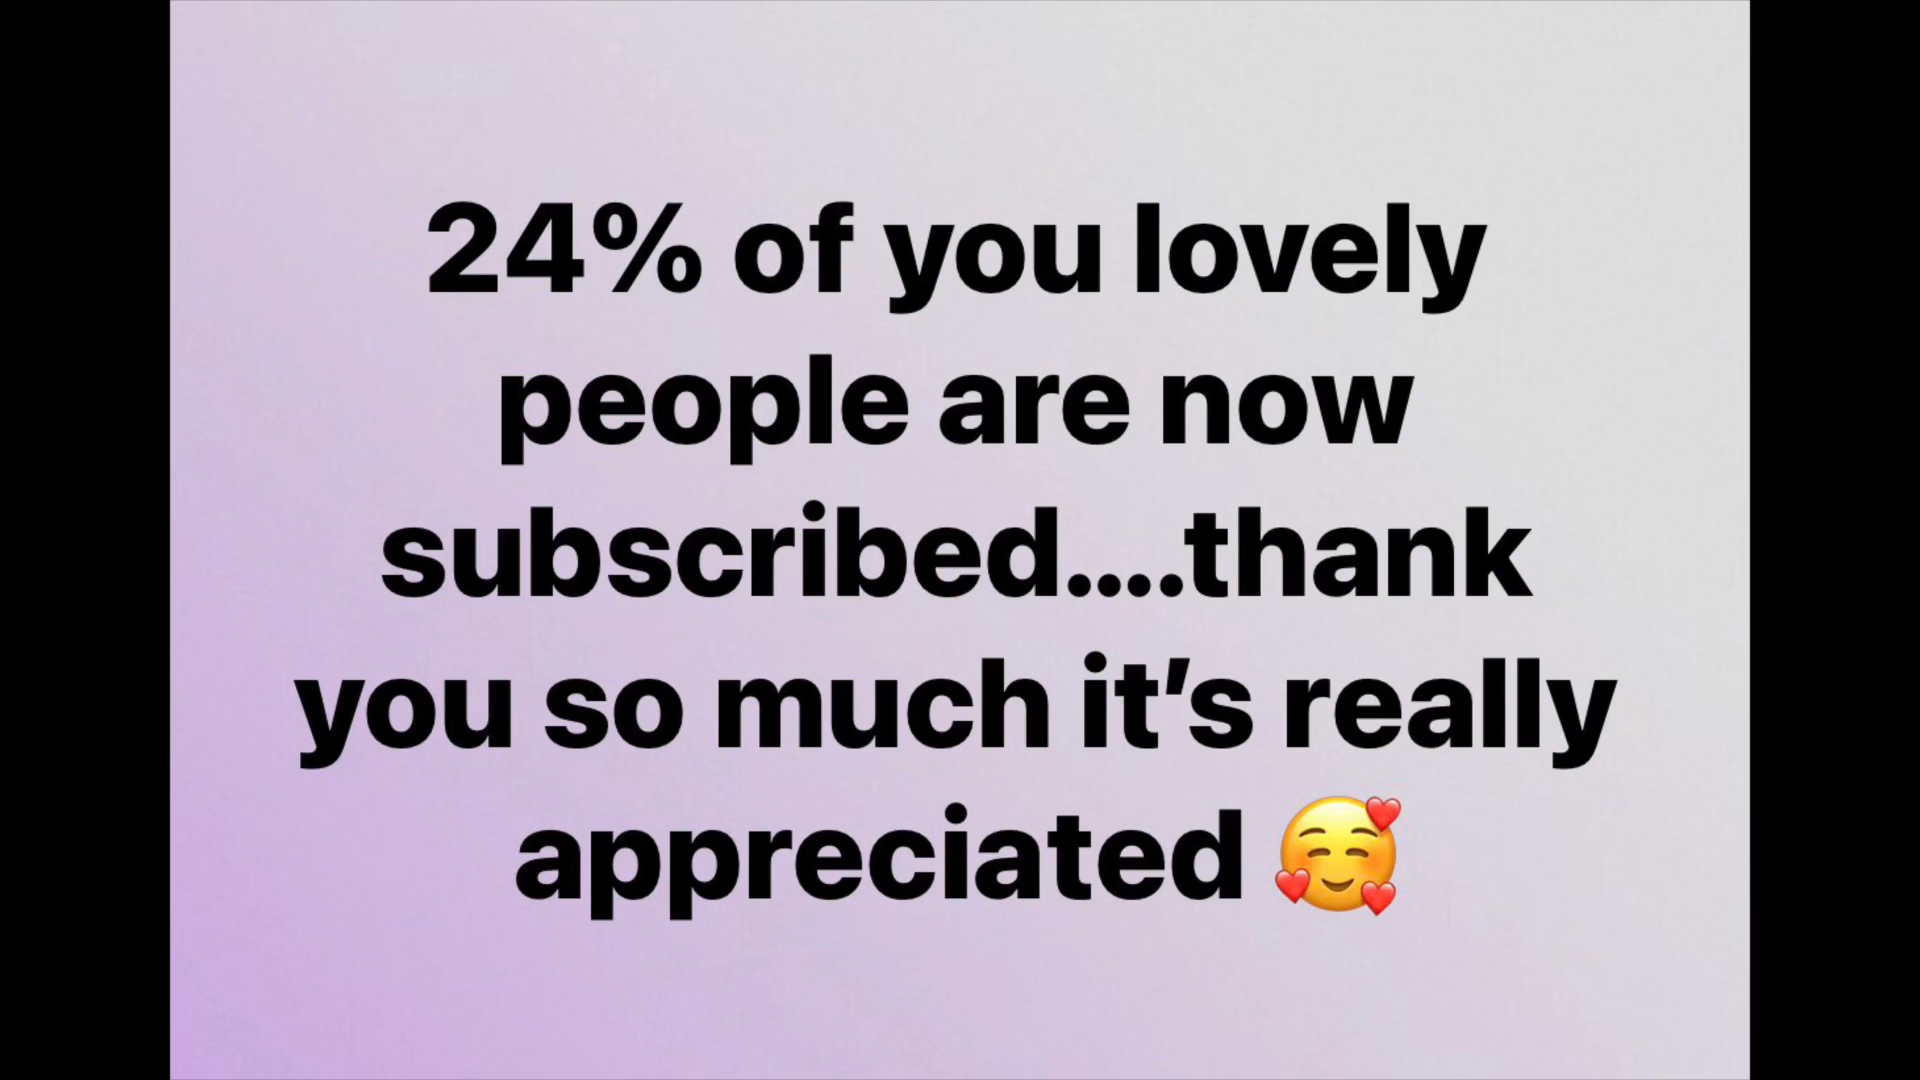 24% of you lovely
people are now
subscribed....thank
you so much it’s really
appreciated 🥰